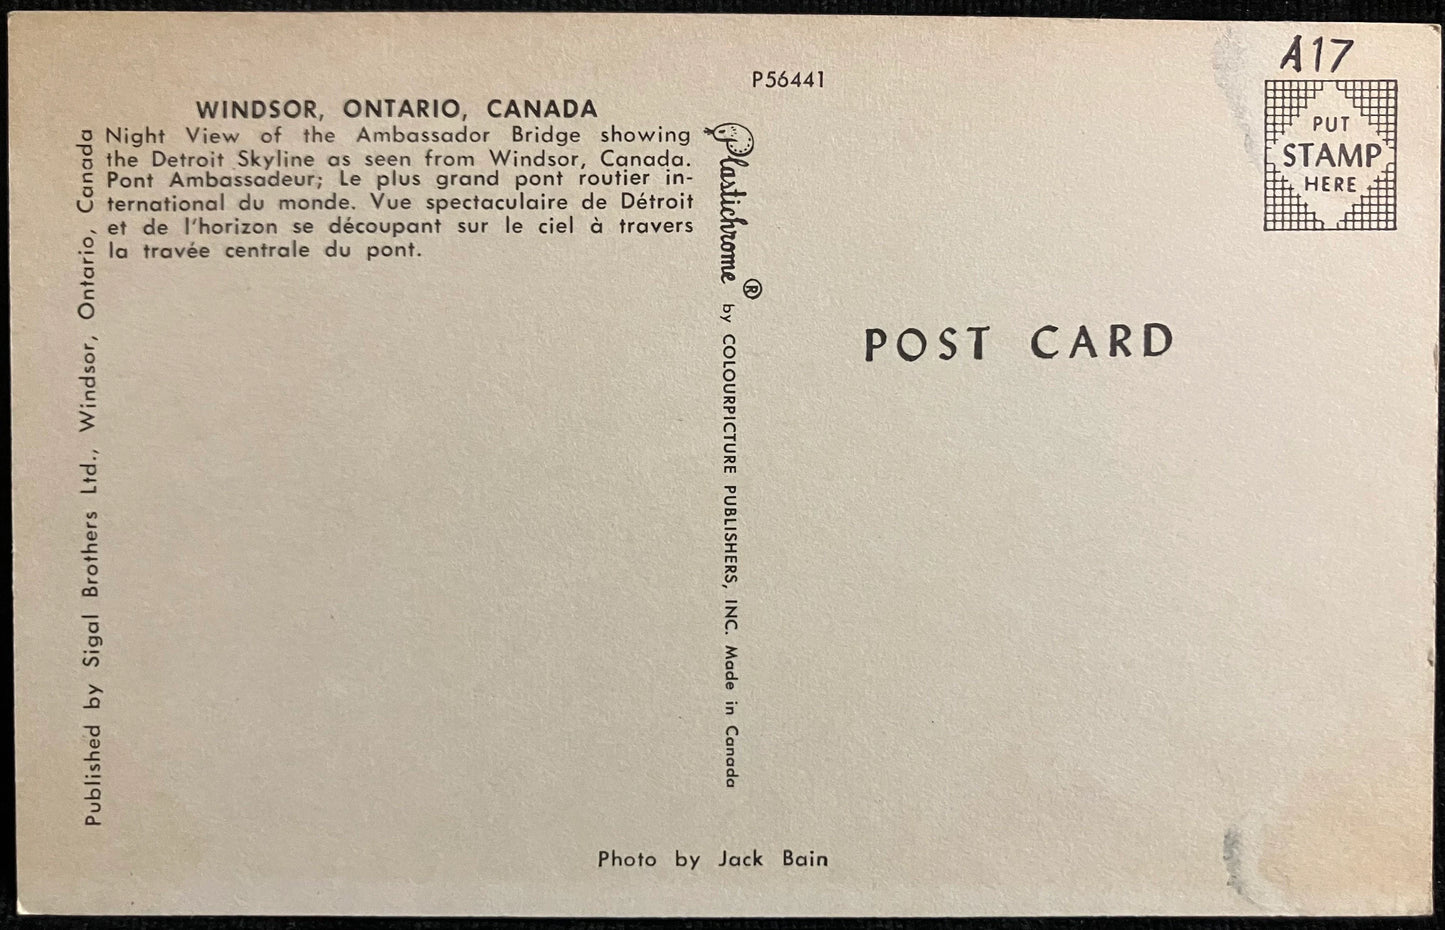 A17
P56441
WINDSOR, ONTARIO, CANADA
Night View of the Ambassador Bridge showing
the Detroit Skyline as seen from Windsor, Canada.
Pont Ambassadeur; Le plus grand pont routier in-
ternational du monde. Vue spectaculaire de Détroit
et de l'horizon se découpant sur le ciel à travers
la travée centrale du pont.
Published by Sigal Brothers Ltd., Windsor, Ontario, Canada
Plastichrome ® by COLOURPICTURE PUBLISHERS, INC. Made in Canada
PUT
STAMP
HERE
POST CARD
Photo by Jack Bain